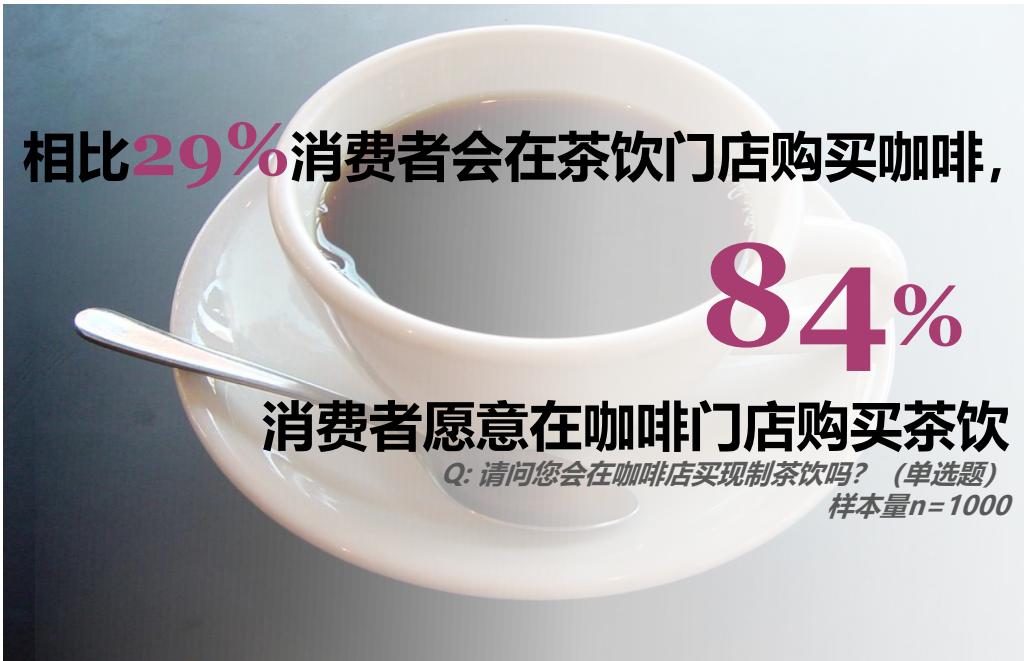 相比29%消费者会在茶饮门店购买咖啡，
84%
消费者愿意在咖啡门店购买茶饮
Q: 请问您会在咖啡店买现制茶饮吗？（单选题）
样本量n=1000